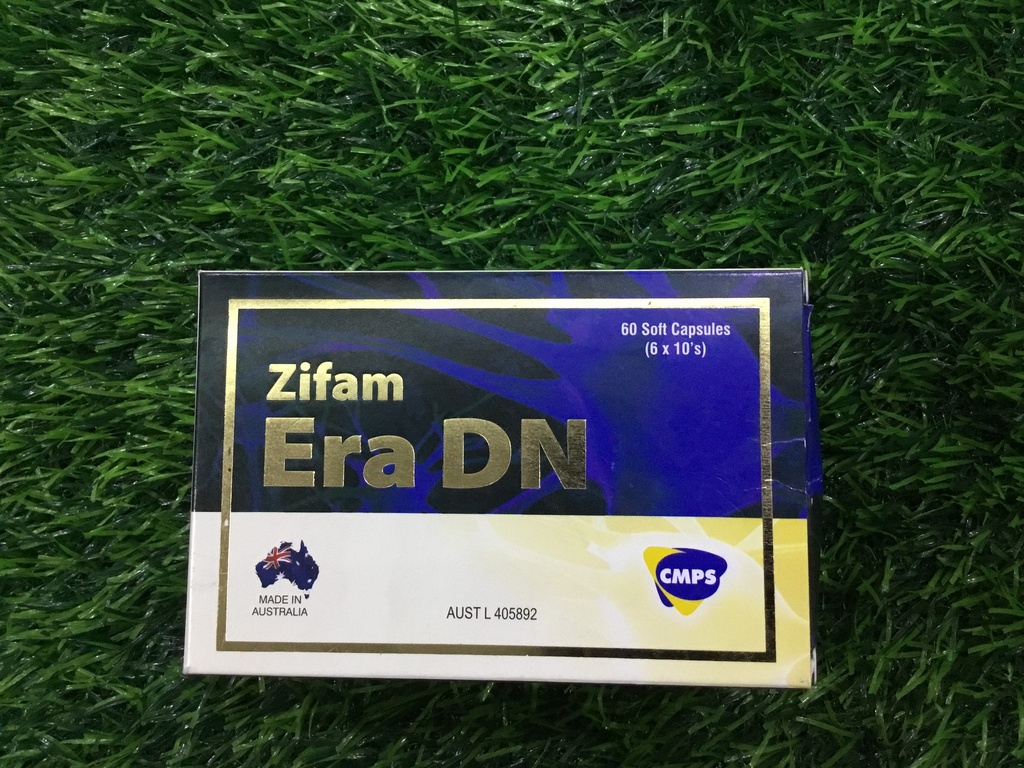 60 Soft Capsules
(6 x 10's)
Zifam
Era DN
MADE IN
AUSTRALIA
AUST L 405892
CMPS